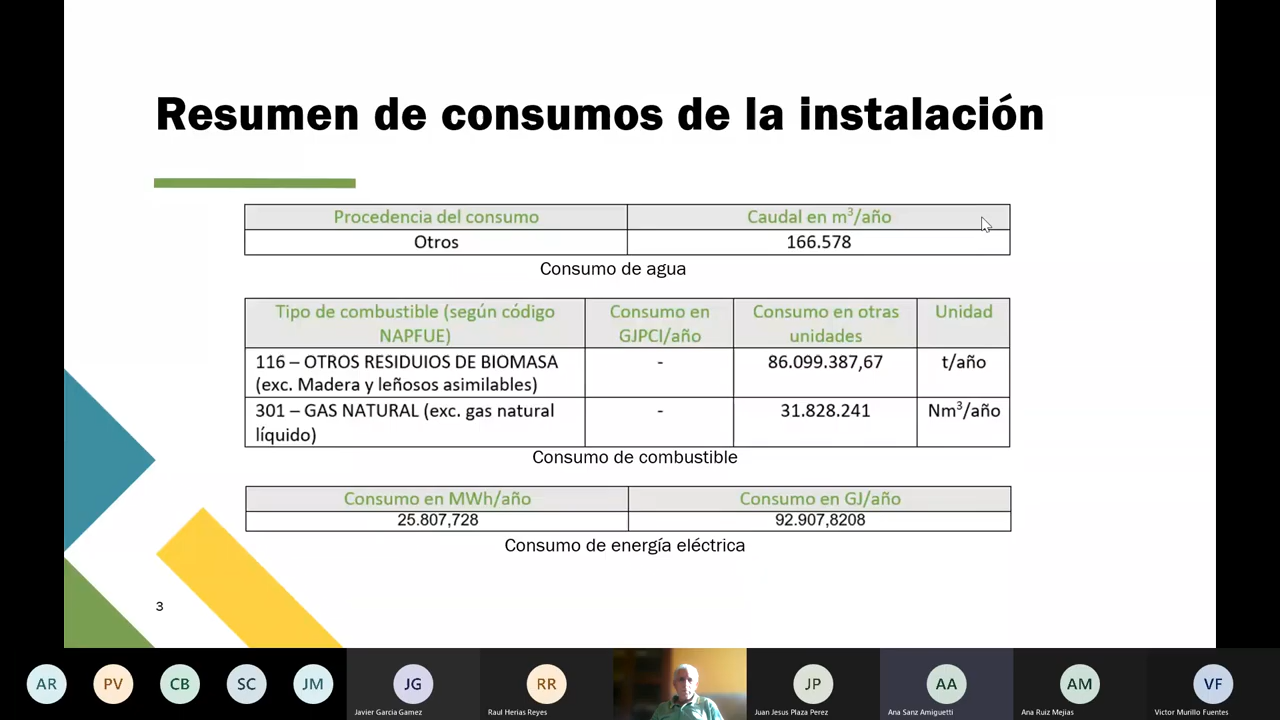 Resumen de consumos de la instalación
Procedencia del consumo Caudal en m³/año
Otros 166.578
Consumo de agua
Tipo de combustible (según código NAPFUE) Consumo en GJPCI/año Consumo en otras unidades Unidad
116 – OTROS RESIDUIOS DE BIOMASA (exc. Madera y leñosos asimilables) - 86.099.387,67 t/año
301 – GAS NATURAL (exc. gas natural líquido) - 31.828.241 Nm³/año
Consumo de combustible
Consumo en MWh/año Consumo en GJ/año
25.807,728 92.907,8208
Consumo de energía eléctrica
3
AR PV CB SC JM JG RR JP AA AM VF
Javier Garcia Gamez Raul Herias Reyes Juan Jesus Plaza Perez Ana Sanz Amiguetti Ana Ruiz Mejias Victor Murillo Fuentes